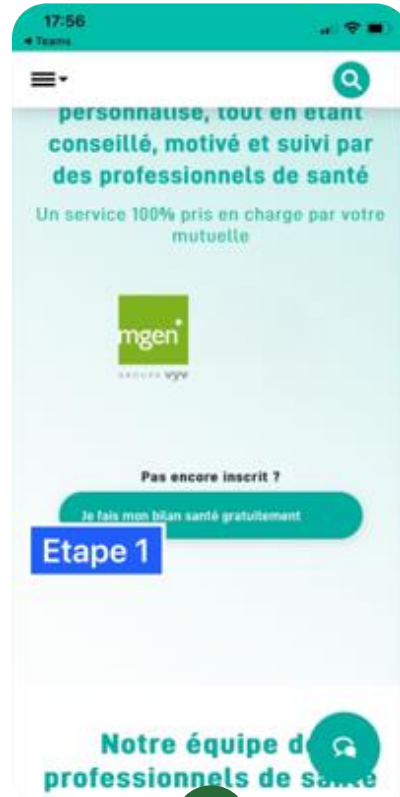 17:56
◀ Teams
personnalisé, tout en étant
conseillé, motivé et suivi par
des professionnels de santé
Un service 100% pris en charge par votre
mutuelle
mgen
GROUPE vyv
Pas encore inscrit ?
Je fais mon bilan santé gratuitement
Etape 1
Notre équipe de
professionnels de santé